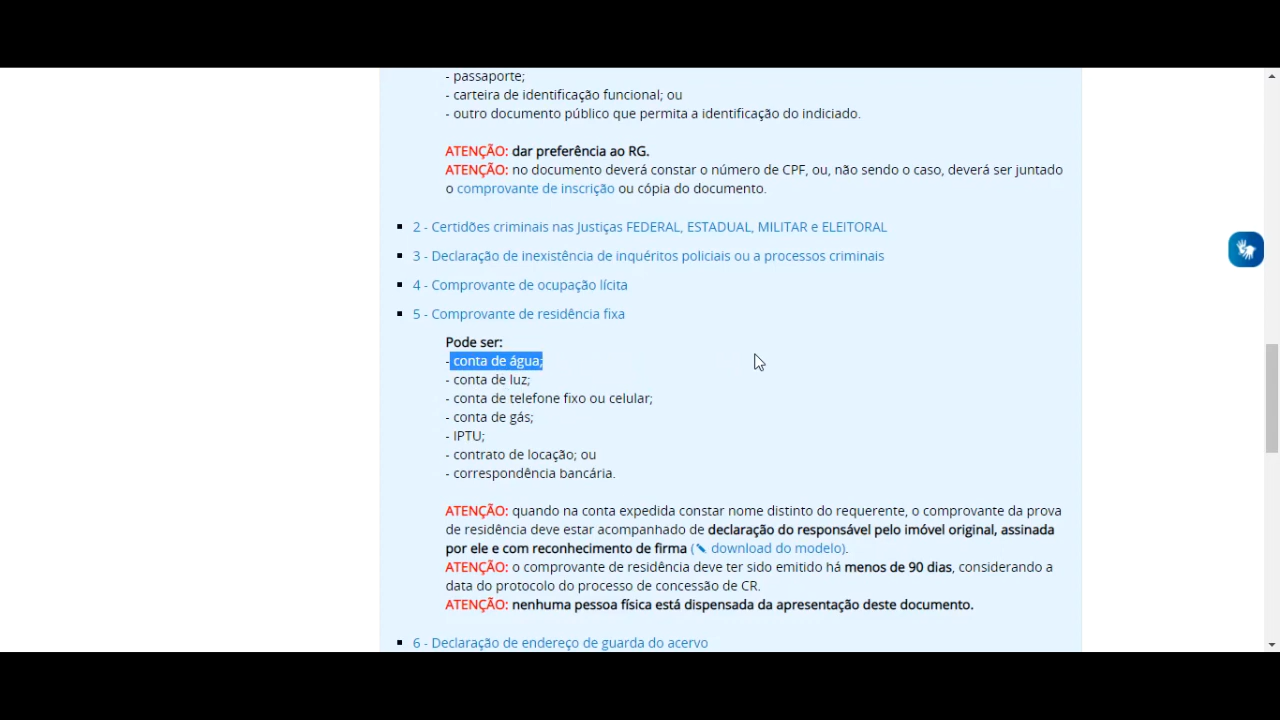 - passaporte;
- carteira de identificação funcional; ou
- outro documento público que permita a identificação do indiciado.
ATENÇÃO: dar preferência ao RG.
ATENÇÃO: no documento deverá constar o número de CPF, ou, não sendo o caso, deverá ser juntado
o comprovante de inscrição ou cópia do documento.
2 - Certidões criminais nas Justiças FEDERAL, ESTADUAL, MILITAR e ELEITORAL
3 - Declaração de inexistência de inquéritos policiais ou a processos criminais
4 - Comprovante de ocupação lícita
5 - Comprovante de residência fixa
Pode ser:
- conta de água;
- conta de luz;
- conta de telefone fixo ou celular;
- conta de gás;
- IPTU;
- contrato de locação; ou
- correspondência bancária.
ATENÇÃO: quando na conta expedida constar nome distinto do requerente, o comprovante da prova
de residência deve estar acompanhado de declaração do responsável pelo imóvel original, assinada
por ele e com reconhecimento de firma ( download do modelo).
ATENÇÃO: o comprovante de residência deve ter sido emitido há menos de 90 dias, considerando a
data do protocolo do processo de concessão de CR.
ATENÇÃO: nenhuma pessoa física está dispensada da apresentação deste documento.
6 - Declaração de endereço de guarda do acervo